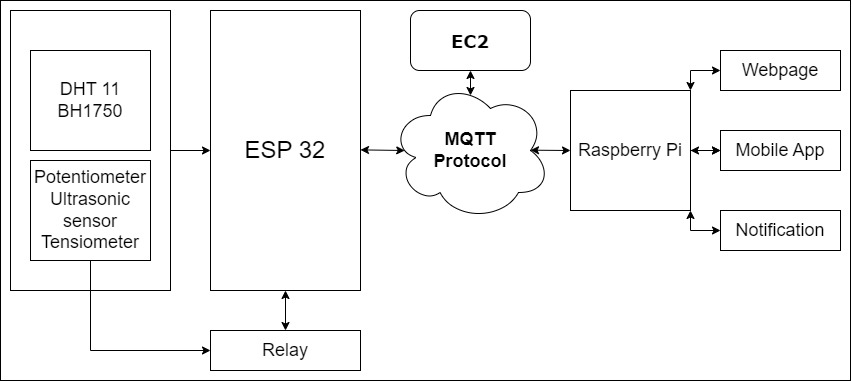 DHT 11
BH1750
Potentiometer
Ultrasonic
sensor
Tensiometer
ESP 32
Relay
EC2
MQTT
Protocol
Raspberry Pi
Webpage
Mobile App
Notification